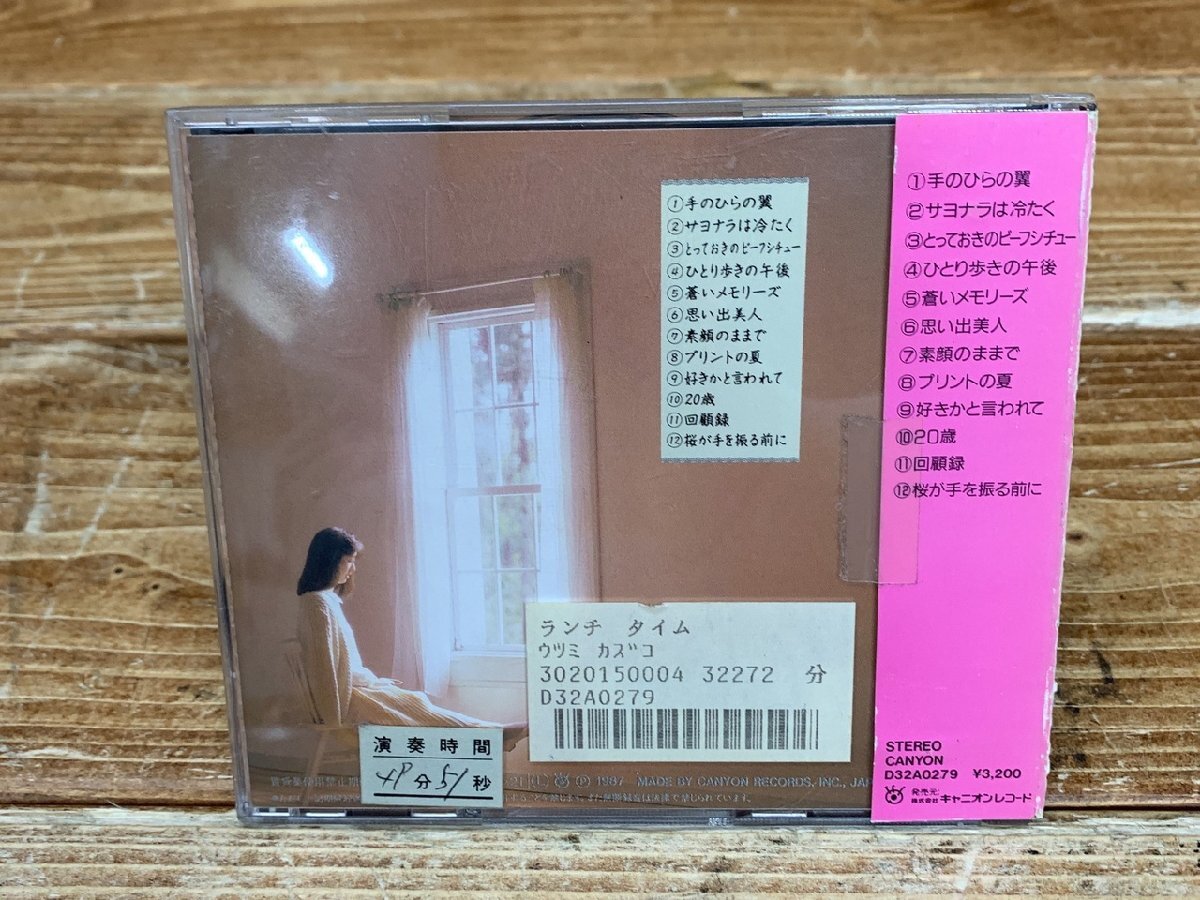 ①手のひらの翼
②サヨナラは冷たく
③とっておきのビーフシチュー
④ひとり歩きの午後
⑤蒼いメモリーズ
⑥思い出美人
⑦素顔のままで
⑧プリントの夏
⑨好きかと言われて
⑩20歳
⑪回顧録
⑫桜が手を振る前に
ランチ タイム
ウツミ カズコ
3020150004 32272 分
D32A0279
演奏時間
49分51秒
Ⓟ 1987 MADE BY CANYON RECORDS, INC., JAPA
①手のひらの翼
②サヨナラは冷たく
③とっておきのビーフシチュー
④ひとり歩きの午後
⑤蒼いメモリーズ
⑥思い出美人
⑦素顔のままで
⑧プリントの夏
⑨好きかと言われて
⑩20歳
⑪回顧録
⑫桜が手を振る前に
STEREO
CANYON
D32A0279 ¥3,200
発売元:
株式会社キャニオンレコード